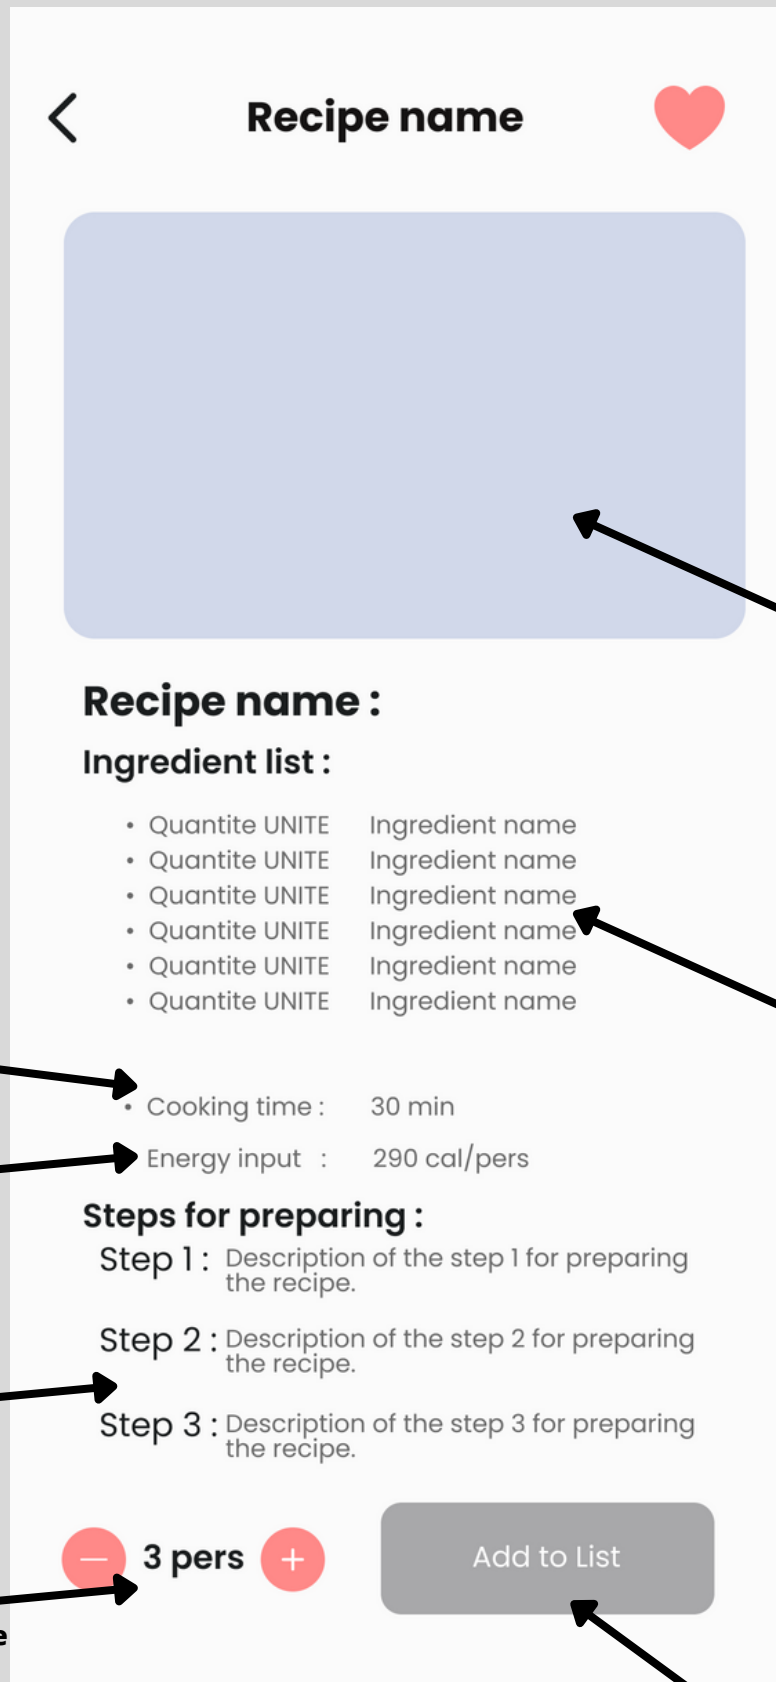 Recipe name
Recipe name :
Ingredient list :
• Quantite UNITE Ingredient name
• Quantite UNITE Ingredient name
• Quantite UNITE Ingredient name
• Quantite UNITE Ingredient name
• Quantite UNITE Ingredient name
• Quantite UNITE Ingredient name
• Cooking time : 30 min
Energy input : 290 cal/pers
Steps for preparing :
Step 1 : Description of the step 1 for preparing
the recipe.
Step 2 : Description of the step 2 for preparing
the recipe.
Step 3 : Description of the step 3 for preparing
the recipe.
− 3 pers + Add to List
e